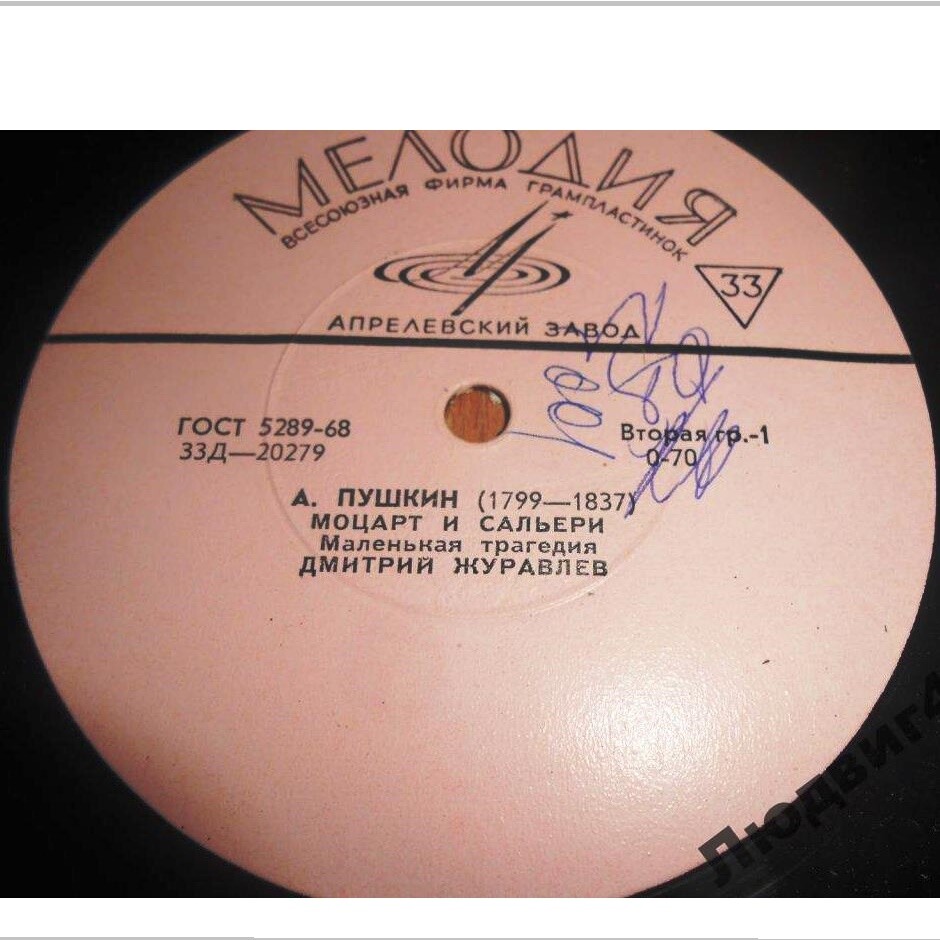 МЕЛОДИЯ
ВСЕСОЮЗНАЯ ФИРМА ГРАМПЛАСТИНОК
33
АПРЕЛЕВСКИЙ ЗАВОД
ГОСТ 5289-68
33Д—20279
Вторая гр.-1
0-70
А. ПУШКИН (1799—1837)
МОЦАРТ И САЛЬЕРИ
Маленькая трагедия
ДМИТРИЙ ЖУРАВЛЕВ
Людвиг4